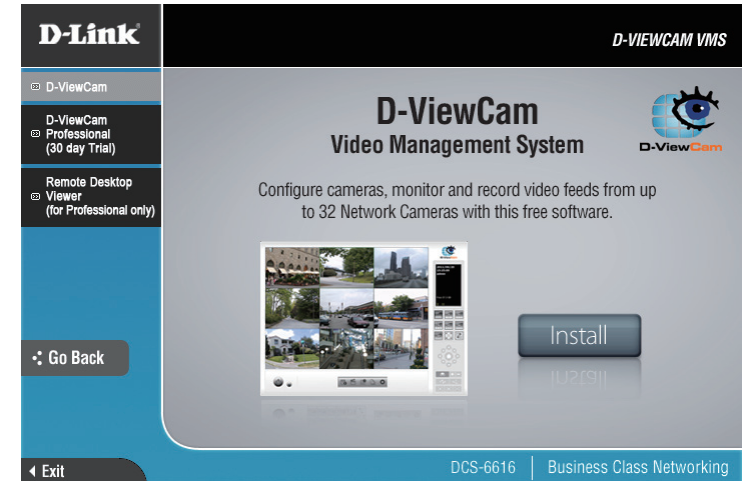 D-Link
D-VIEWCAM VMS
D-ViewCam
D-ViewCam
Professional
(30 day Trial)
Remote Desktop
Viewer
(for Professional only)
Go Back
Exit
D-ViewCam
Video Management System
D-ViewCam
Configure cameras, monitor and record video feeds from up
to 32 Network Cameras with this free software.
Install
DCS-6616
Business Class Networking